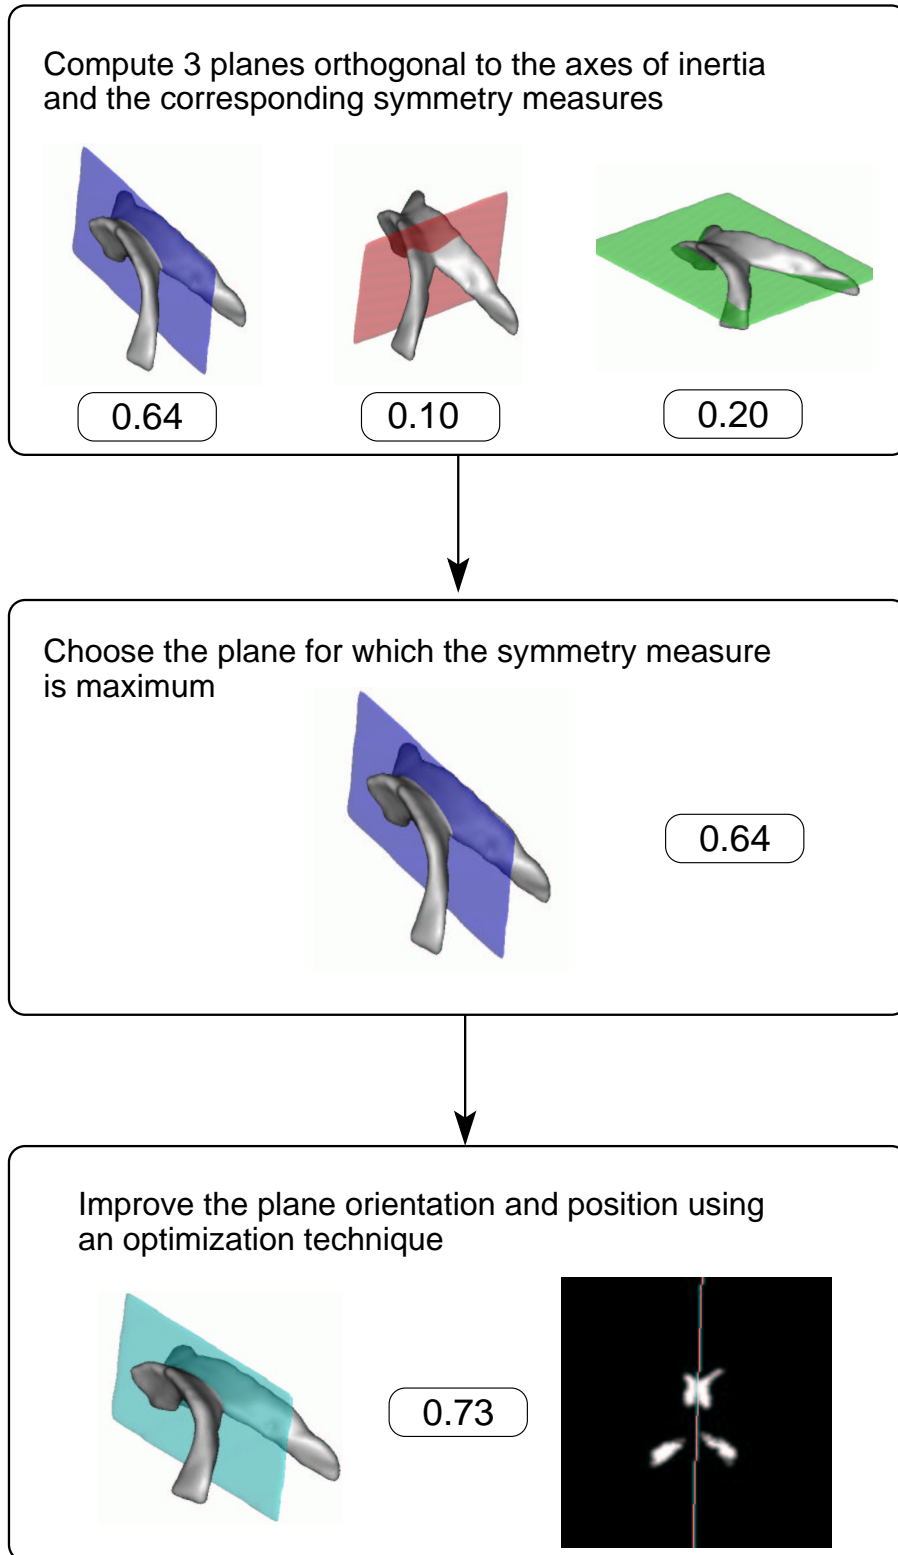 Compute 3 planes orthogonal to the axes of inertia
and the corresponding symmetry measures
0.64
0.10
0.20
Choose the plane for which the symmetry measure
is maximum
0.64
Improve the plane orientation and position using
an optimization technique
0.73